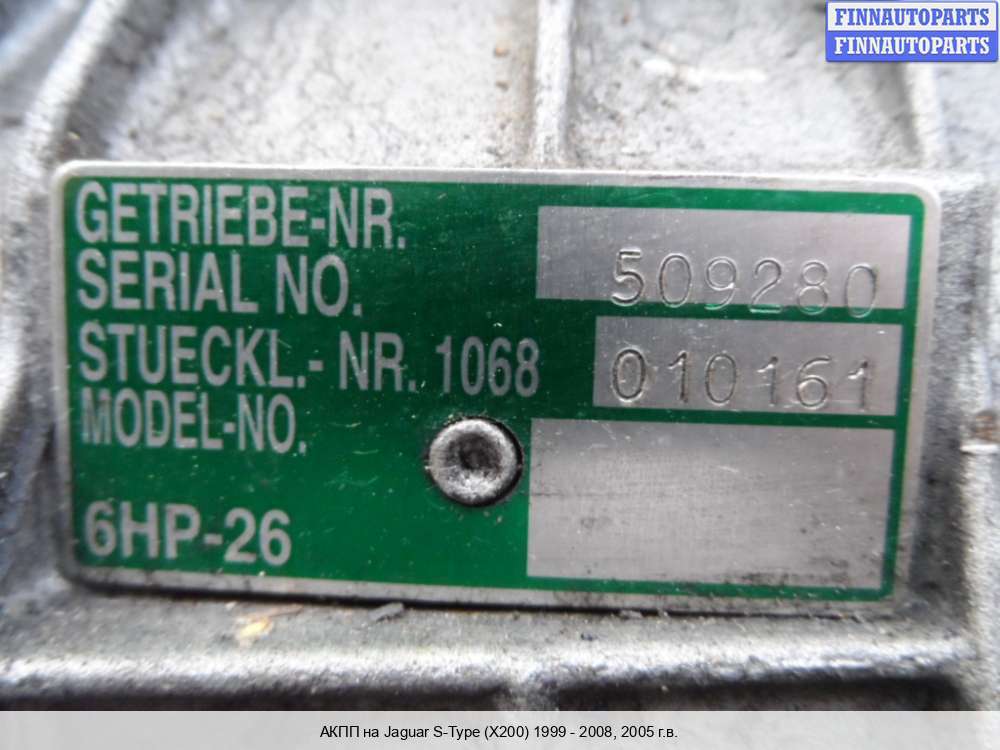 FINNAUTOPARTS
FINNAUTOPARTS
GETRIEBE-NR.
SERIAL NO. 509280
STUECKL.- NR. 1068 010161
MODEL-NO.
6HP-26
АКПП на Jaguar S-Type (X200) 1999 - 2008, 2005 г.в.